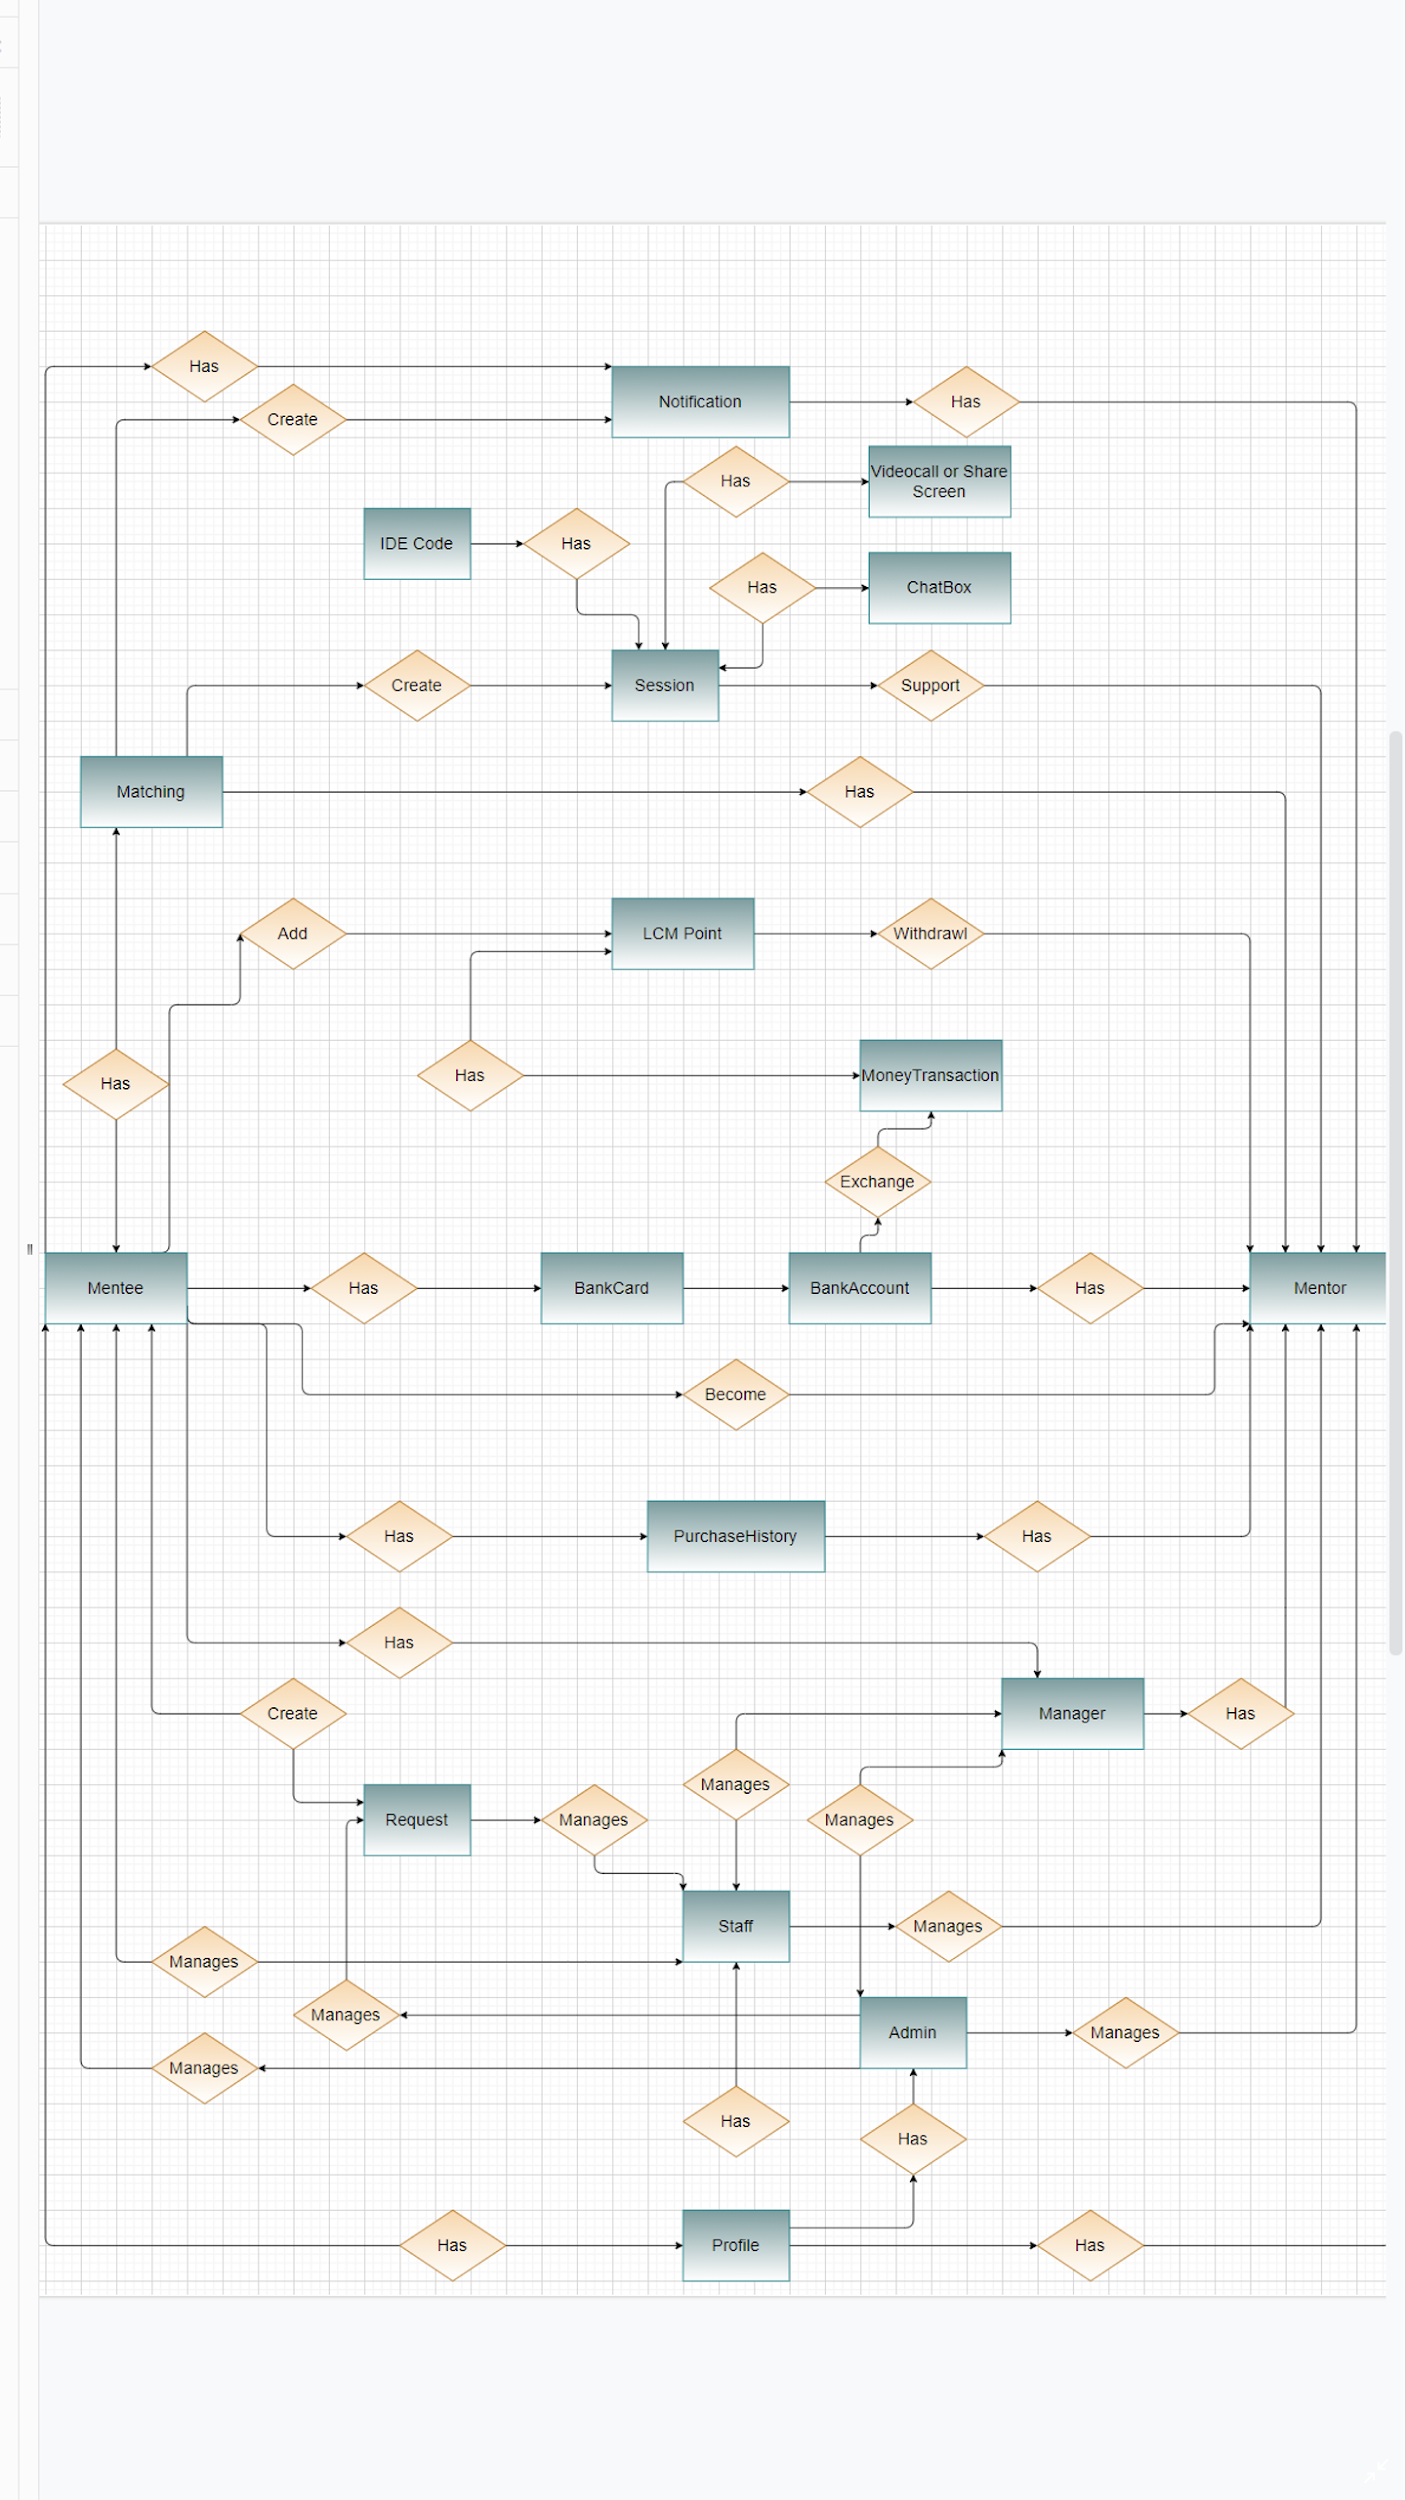 Has
Create
Notification
Has
Has
Videocall or Share
Screen
IDE Code
Has
Has
ChatBox
Create
Session
Support
Matching
Has
Add
LCM Point
Withdrawl
Has
Has
MoneyTransaction
Exchange
Mentee
Has
BankCard
BankAccount
Has
Mentor
Become
Has
PurchaseHistory
Has
Has
Create
Manager
Has
Manages
Request
Manages
Manages
Staff
Manages
Manages
Manages
Admin
Manages
Manages
Has
Has
Has
Profile
Has